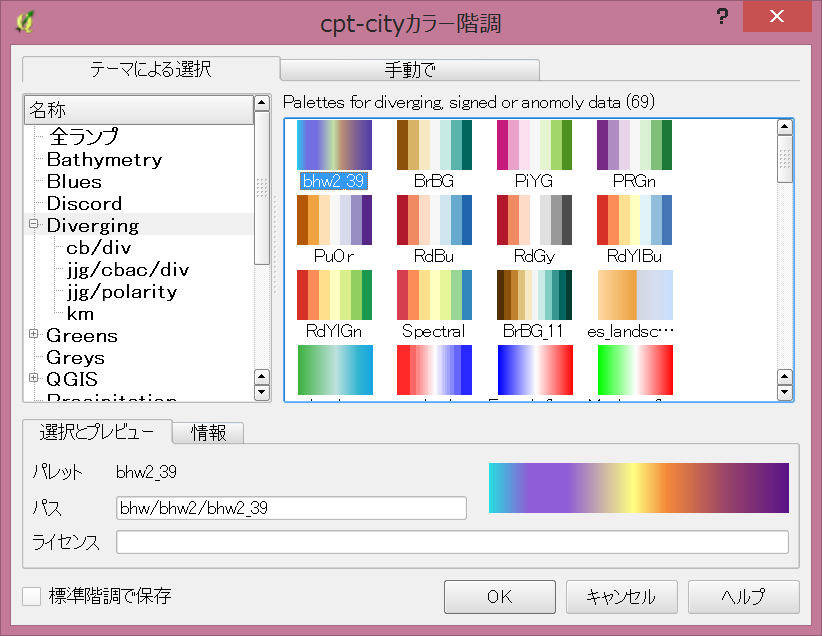 cpt-cityカラー階調
テーマによる選択
手動で
名称
全ランプ
Bathymetry
Blues
Discord
Diverging
cb/div
jjg/cbac/div
jjg/polarity
km
Greens
Greys
QGIS
Precipitation
Palettes for diverging, signed or anomoly data (69)
bhw2_39 BrBG PiYG PRGn
PuOr RdBu RdGy RdYlBu
RdYlGn Spectral BrBG_11 es_landsc…
選択とプレビュー
情報
パレット bhw2_39
パス bhw/bhw2/bhw2_39
ライセンス
標準階調で保存
OK キャンセル ヘルプ